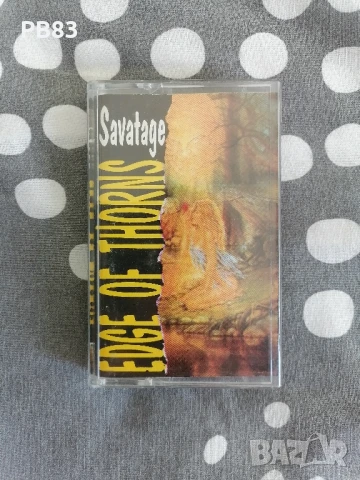 PB83
Savatage
EDGE OF THORNS
BAZAR